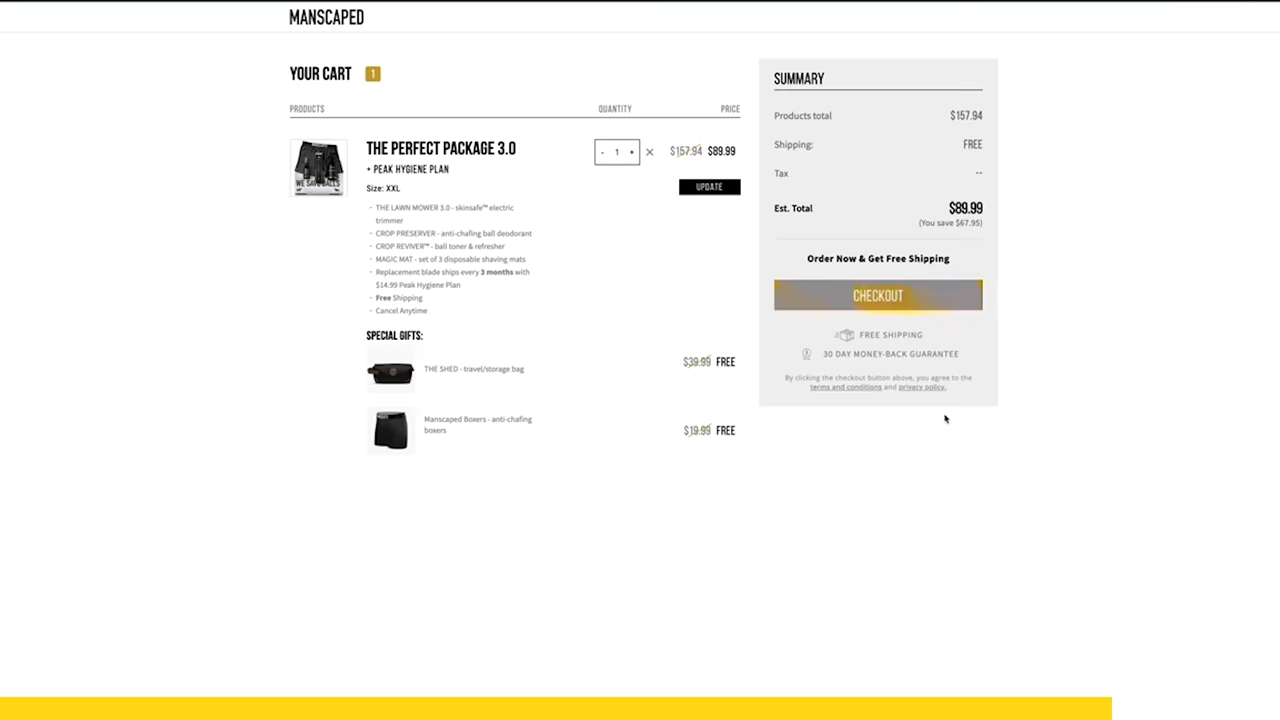 MANSCAPED
YOUR CART 1
PRODUCTS QUANTITY PRICE
THE PERFECT PACKAGE 3.0
- 1 + × $157.94 $89.99
+ PEAK HYGIENE PLAN
UPDATE
Size: XXL
- THE LAWN MOWER 3.0 - skinsafe™ electric
trimmer
- CROP PRESERVER - anti-chafing ball deodorant
- CROP REVIVER™ - ball toner & refresher
- MAGIC MAT - set of 3 disposable shaving mats
- Replacement blade ships every 3 months with
$14.99 Peak Hygiene Plan
- Free Shipping
- Cancel Anytime
WE SAVE BALLS
SPECIAL GIFTS:
THE SHED - travel/storage bag
$39.99 FREE
Manscaped Boxers - anti-chafing
boxers
$19.99 FREE
SUMMARY
Products total $157.94
Shipping: FREE
Tax --
Est. Total $89.99
(You save $67.95)
Order Now & Get Free Shipping
CHECKOUT
FREE SHIPPING
30 DAY MONEY-BACK GUARANTEE
By clicking the checkout button above, you agree to the
terms and conditions and privacy policy.